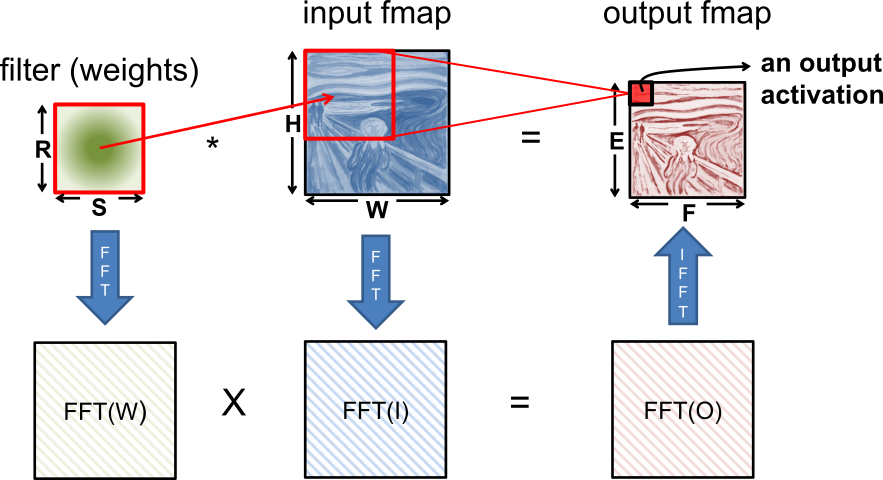 input fmap
output fmap
filter (weights)
an output
activation
R
*
H
=
E
S
W
F
FFT
FFT
IFFT
FFT(W)
X
FFT(I)
=
FFT(O)